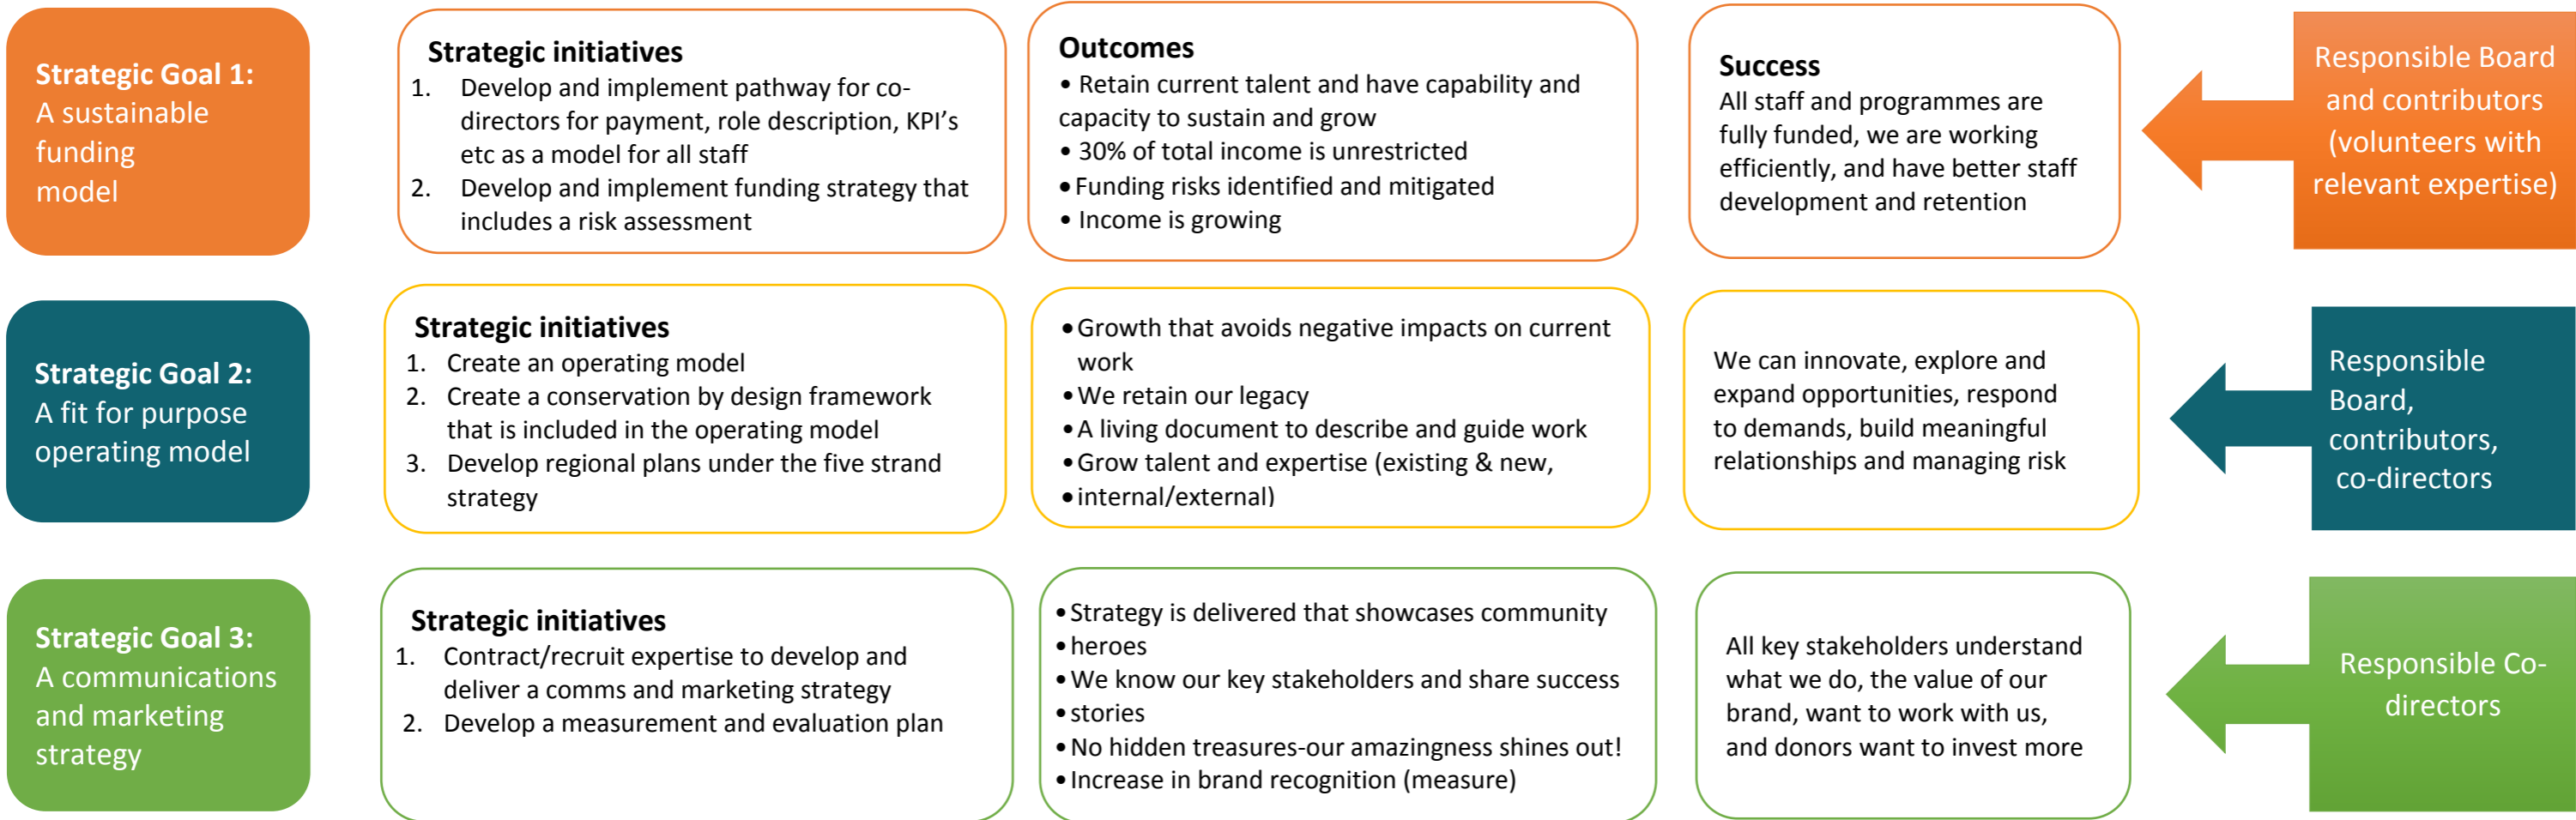 Strategic Goal 1:
A sustainable
funding
model
Strategic initiatives
1. Develop and implement pathway for co-
directors for payment, role description, KPI's
etc as a model for all staff
2. Develop and implement funding strategy that
includes a risk assessment
Outcomes
• Retain current talent and have capability and
capacity to sustain and grow
• 30% of total income is unrestricted
• Funding risks identified and mitigated
• Income is growing
Success
All staff and programmes are
fully funded, we are working
efficiently, and have better staff
development and retention
Responsible Board
and contributors
(volunteers with
relevant expertise)
Strategic Goal 2:
A fit for purpose
operating model
Strategic initiatives
1. Create an operating model
2. Create a conservation by design framework
that is included in the operating model
3. Develop regional plans under the five strand
strategy
• Growth that avoids negative impacts on current
work
• We retain our legacy
• A living document to describe and guide work
• Grow talent and expertise (existing & new,
• internal/external)
We can innovate, explore and
expand opportunities, respond
to demands, build meaningful
relationships and managing risk
Responsible
Board,
contributors,
co-directors
Strategic Goal 3:
A communications
and marketing
strategy
Strategic initiatives
1. Contract/recruit expertise to develop and
deliver a comms and marketing strategy
2. Develop a measurement and evaluation plan
• Strategy is delivered that showcases community
• heroes
• We know our key stakeholders and share success
• stories
• No hidden treasures-our amazingness shines out!
• Increase in brand recognition (measure)
All key stakeholders understand
what we do, the value of our
brand, want to work with us,
and donors want to invest more
Responsible Co-
directors